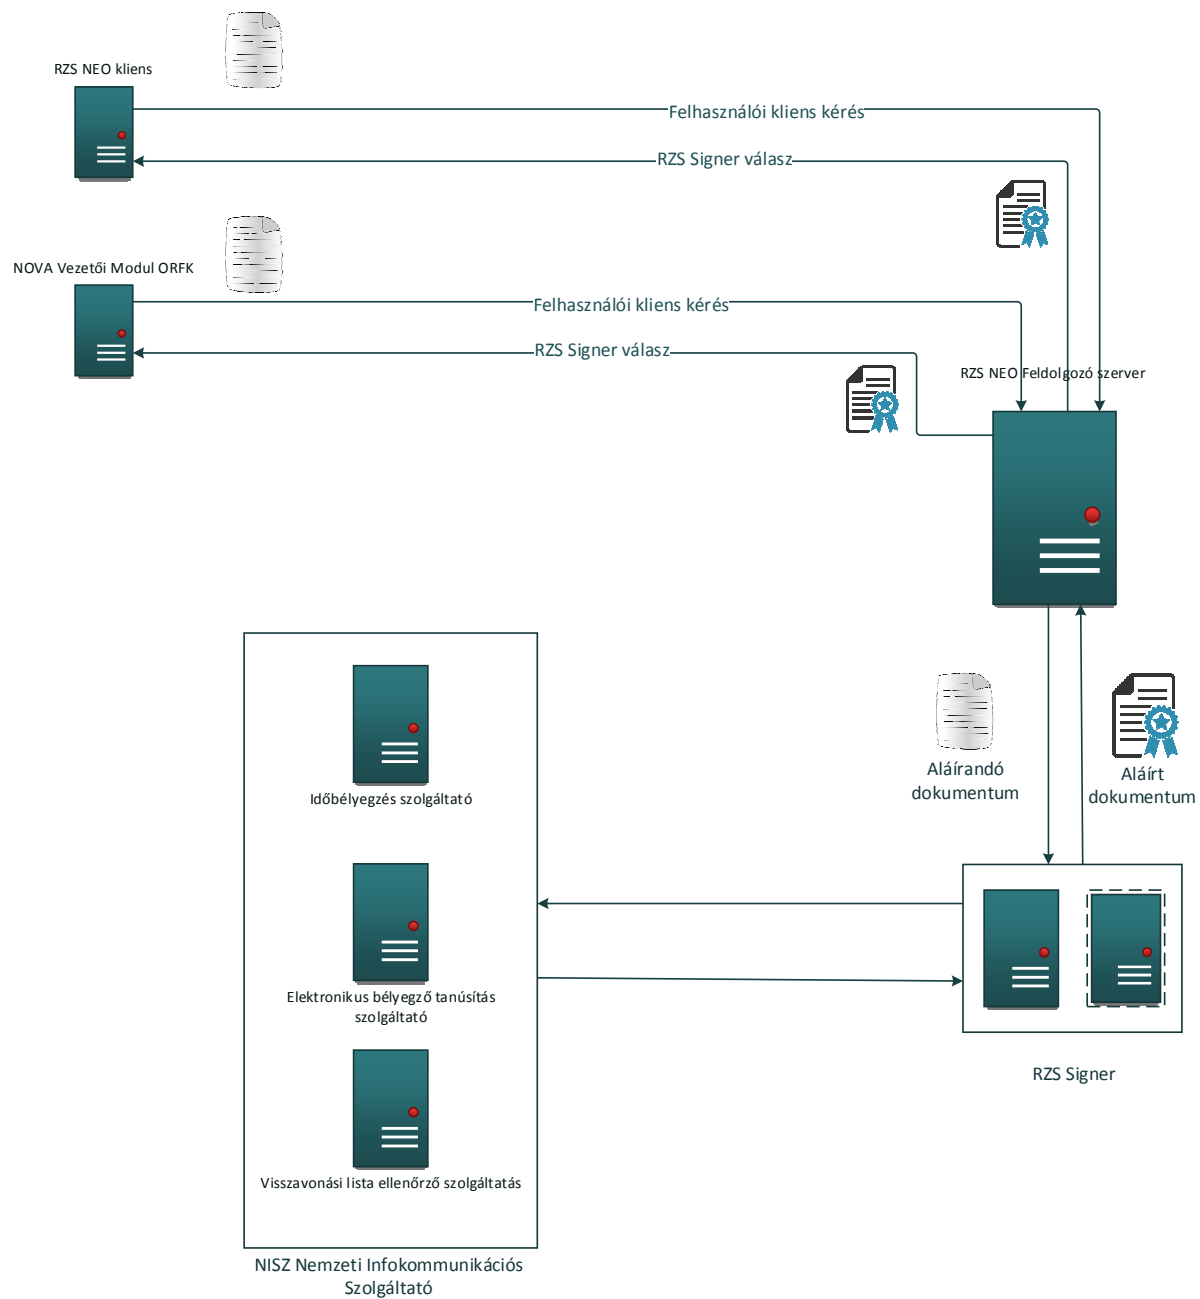 RZS NEO kliens
Felhasználói kliens kérés
RZS Signer válasz
NOVA Vezetői Modul ORFK
Felhasználói kliens kérés
RZS Signer válasz
RZS NEO Feldolgozó szerver
Aláírandó
dokumentum
Aláírt
dokumentum
Időbélyegzés szolgáltató
Elektronikus bélyegző tanúsítás
szolgáltató
Visszavonási lista ellenőrző szolgáltatás
RZS Signer
NISZ Nemzeti Infokommunikációs
Szolgáltató